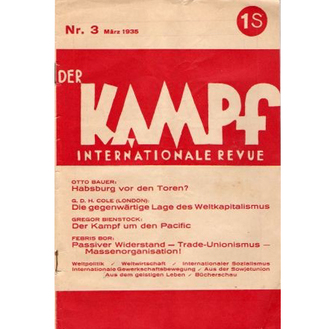 Nr. 3 März 1935
1S
DER
KAMPF
INTERNATIONALE REVUE
OTTO BAUER:
Habsburg vor den Toren?
G. D. H. COLE (LONDON):
Die gegenwärtige Lage des Weltkapitalismus
GREGOR BIENSTOCK:
Der Kampf um den Pacific
FEBRIS BOR:
Passiver Widerstand — Trade-Unionismus —
Massenorganisation!
Weltpolitik / Weltwirtschaft / Internationaler Sozialismus
Internationale Gewerkschaftsbewegung / Aus der Sowjetunion
Aus dem geistigen Leben / Bücherschau